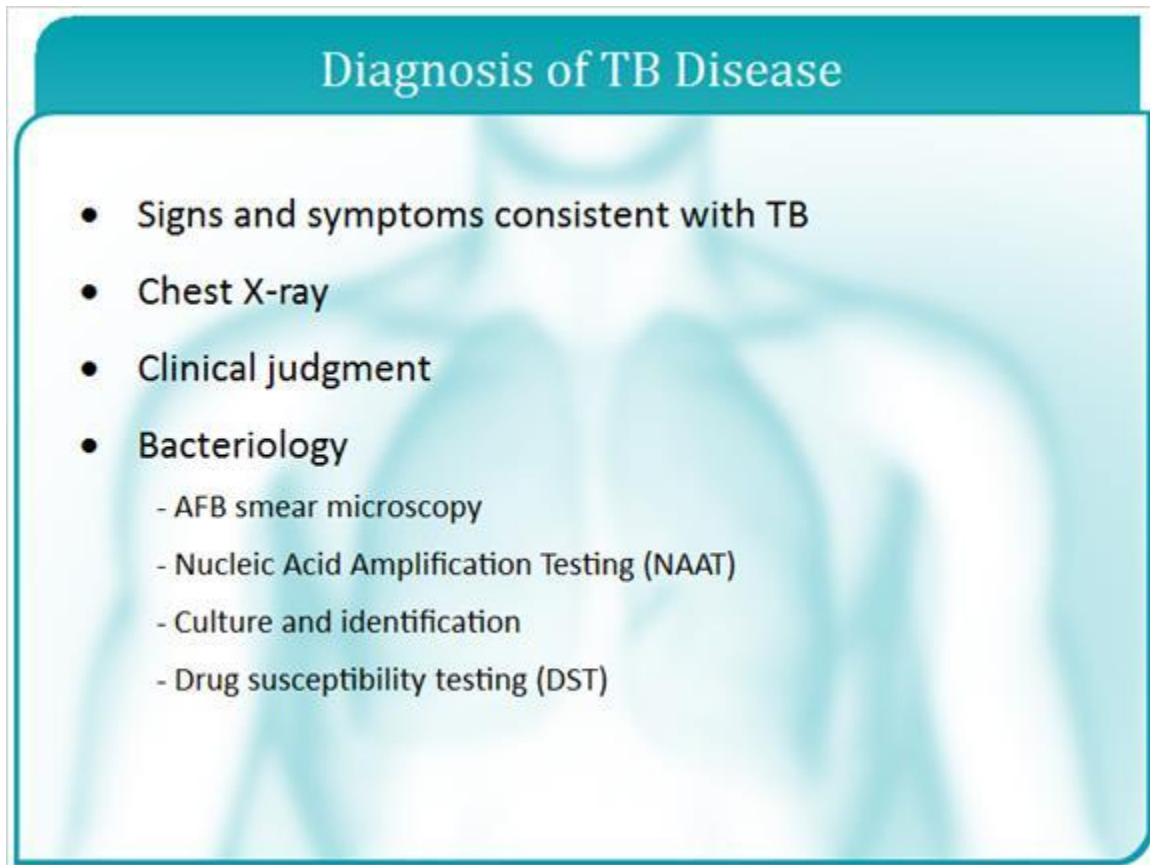 Diagnosis of TB Disease
• Signs and symptoms consistent with TB
• Chest X-ray
• Clinical judgment
• Bacteriology
- AFB smear microscopy
- Nucleic Acid Amplification Testing (NAAT)
- Culture and identification
- Drug susceptibility testing (DST)